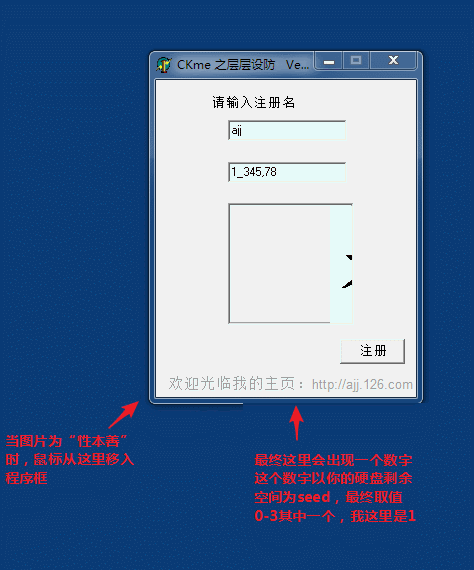 CKme 之层层设防 Ve...
请输入注册名
ajj
1_345,78
注册
欢迎光临我的主页：http://ajj.126.com
当图片为“性本善”
时，鼠标从这里移入
程序框
最终这里会出现一个数字
这个数字以你的硬盘剩余
空间为seed，最终取值
0-3其中一个，我这里是1